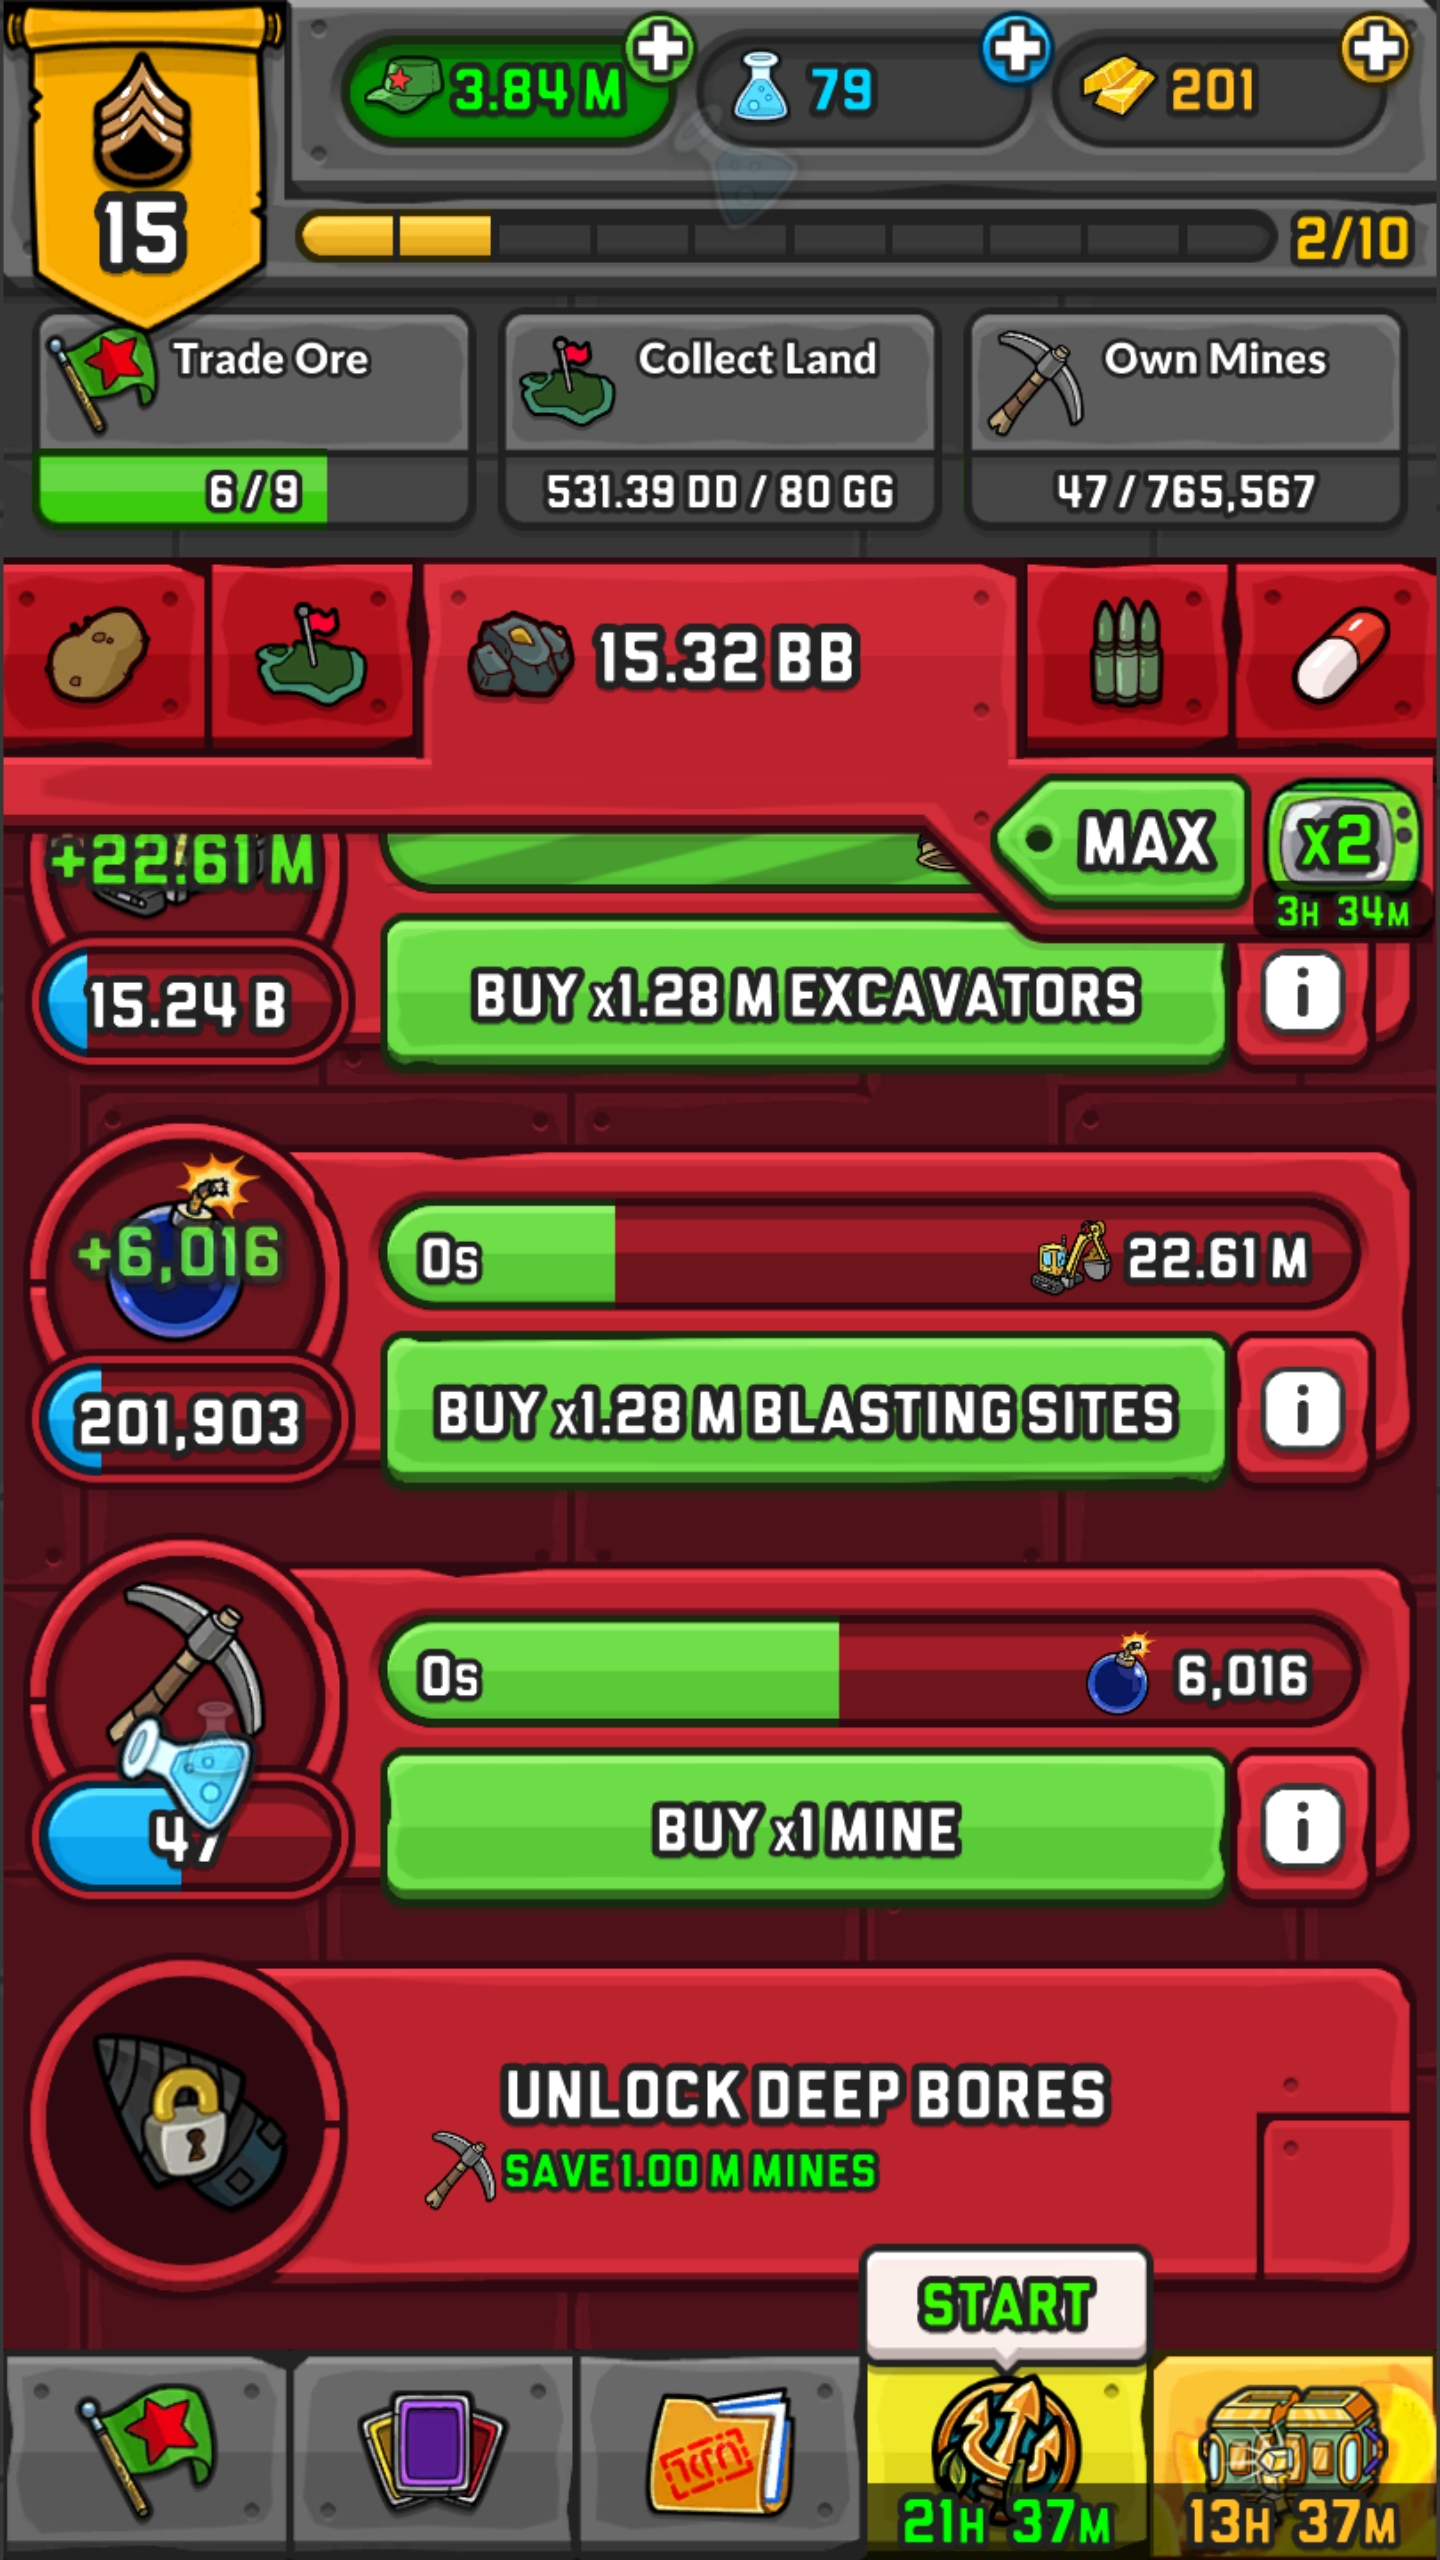 15
3.84 M
79
201
2/10
Trade Ore
6/9
Collect Land
531.39 DD / 80 GG
Own Mines
47 / 765,567
15.32 BB
MAX
x2
3H 34M
+22.61 M
15.24 B
BUY x1.28 M EXCAVATORS
i
+6,016
0s
22.61 M
201,903
BUY x1.28 M BLASTING SITES
i
0s
6,016
47
BUY x1 MINE
i
UNLOCK DEEP BORES
SAVE 1.00 M MINES
START
21H 37M
13H 37M